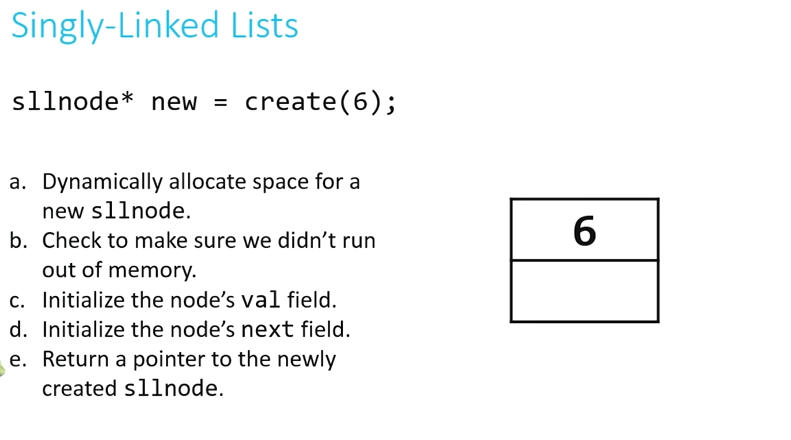 Singly-Linked Lists
sllnode* new = create(6);
a. Dynamically allocate space for a
new sllnode.
b. Check to make sure we didn’t run
out of memory.
c. Initialize the node’s val field.
d. Initialize the node’s next field.
e. Return a pointer to the newly
created sllnode.
6